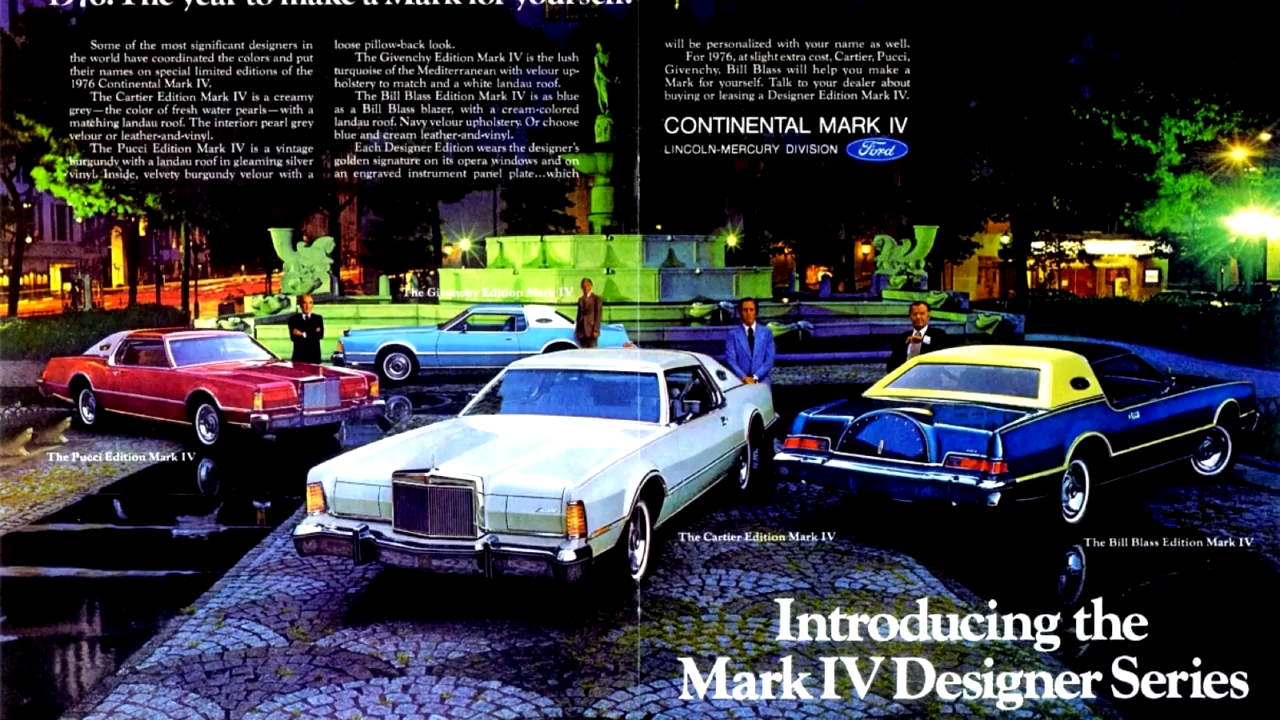 1976. The year to make a Mark for yourself.
Some of the most significant designers in
the world have coordinated the colors and put
their names on special limited editions of the
1976 Continental Mark IV.
The Cartier Edition Mark IV is a creamy
grey—the color of fresh water pearls—with a
matching landau roof. The interior: pearl grey
velour or leather-and-vinyl.
The Pucci Edition Mark IV is a vintage
burgundy with a landau roof in gleaming silver
vinyl. Inside, velvety burgundy velour with a
loose pillow-back look.
The Givenchy Edition Mark IV is the lush
turquoise of the Mediterranean with velour up-
holstery to match and a white landau roof.
The Bill Blass Edition Mark IV is as blue
as a Bill Blass blazer, with a cream-colored
landau roof. Navy velour upholstery. Or choose
blue and cream leather-and-vinyl.
Each Designer Edition wears the designer's
golden signature on its opera windows and on
an engraved instrument panel plate...which
will be personalized with your name as well.
For 1976, at slight extra cost, Cartier, Pucci,
Givenchy, Bill Blass will help you make a
Mark for yourself. Talk to your dealer about
buying or leasing a Designer Edition Mark IV.
CONTINENTAL MARK IV
LINCOLN-MERCURY DIVISION Ford
The Givenchy Edition Mark IV
The Pucci Edition Mark IV
The Cartier Edition Mark IV
The Bill Blass Edition Mark IV
Introducing the
Mark IV Designer Series